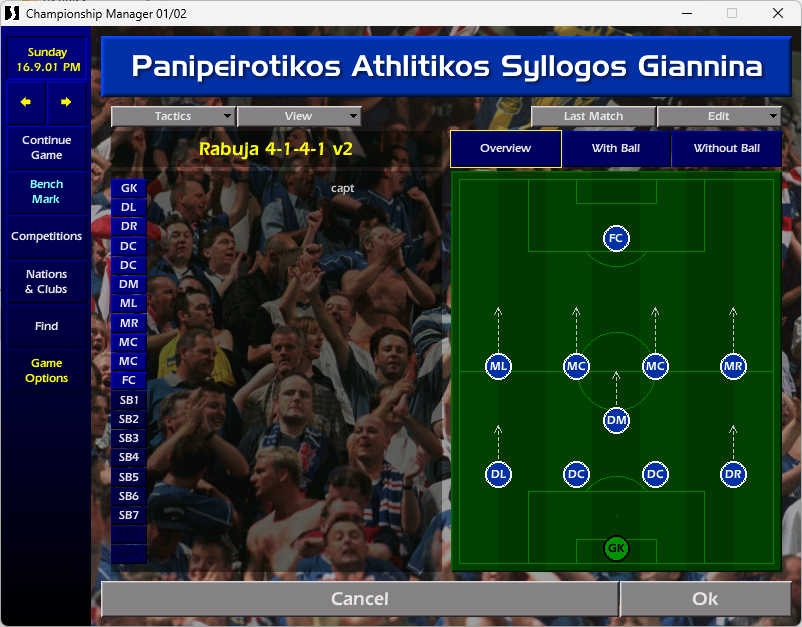 Championship Manager 01/02
Sunday
16.9.01 PM
Continue
Game
Bench
Mark
Competitions
Nations
& Clubs
Find
Game
Options
Panipeirotikos Athlitikos Syllogos Giannina
Tactics
View
Last Match
Edit
Rabuja 4-1-4-1 v2
Overview
With Ball
Without Ball
GK capt
DL
DR
DC
DC
DM
ML
MR
MC
MC
FC
SB1
SB2
SB3
SB4
SB5
SB6
SB7
FC
ML MC MC MR
DM
DL DC DC DR
GK
Cancel
Ok